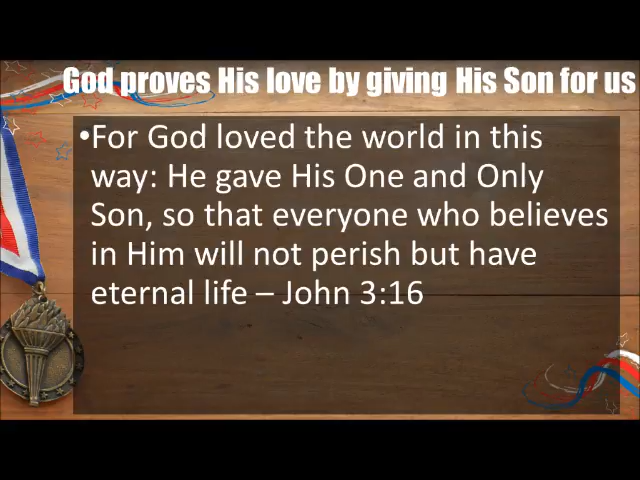 God proves His love by giving His Son for us
•For God loved the world in this
way: He gave His One and Only
Son, so that everyone who believes
in Him will not perish but have
eternal life – John 3:16